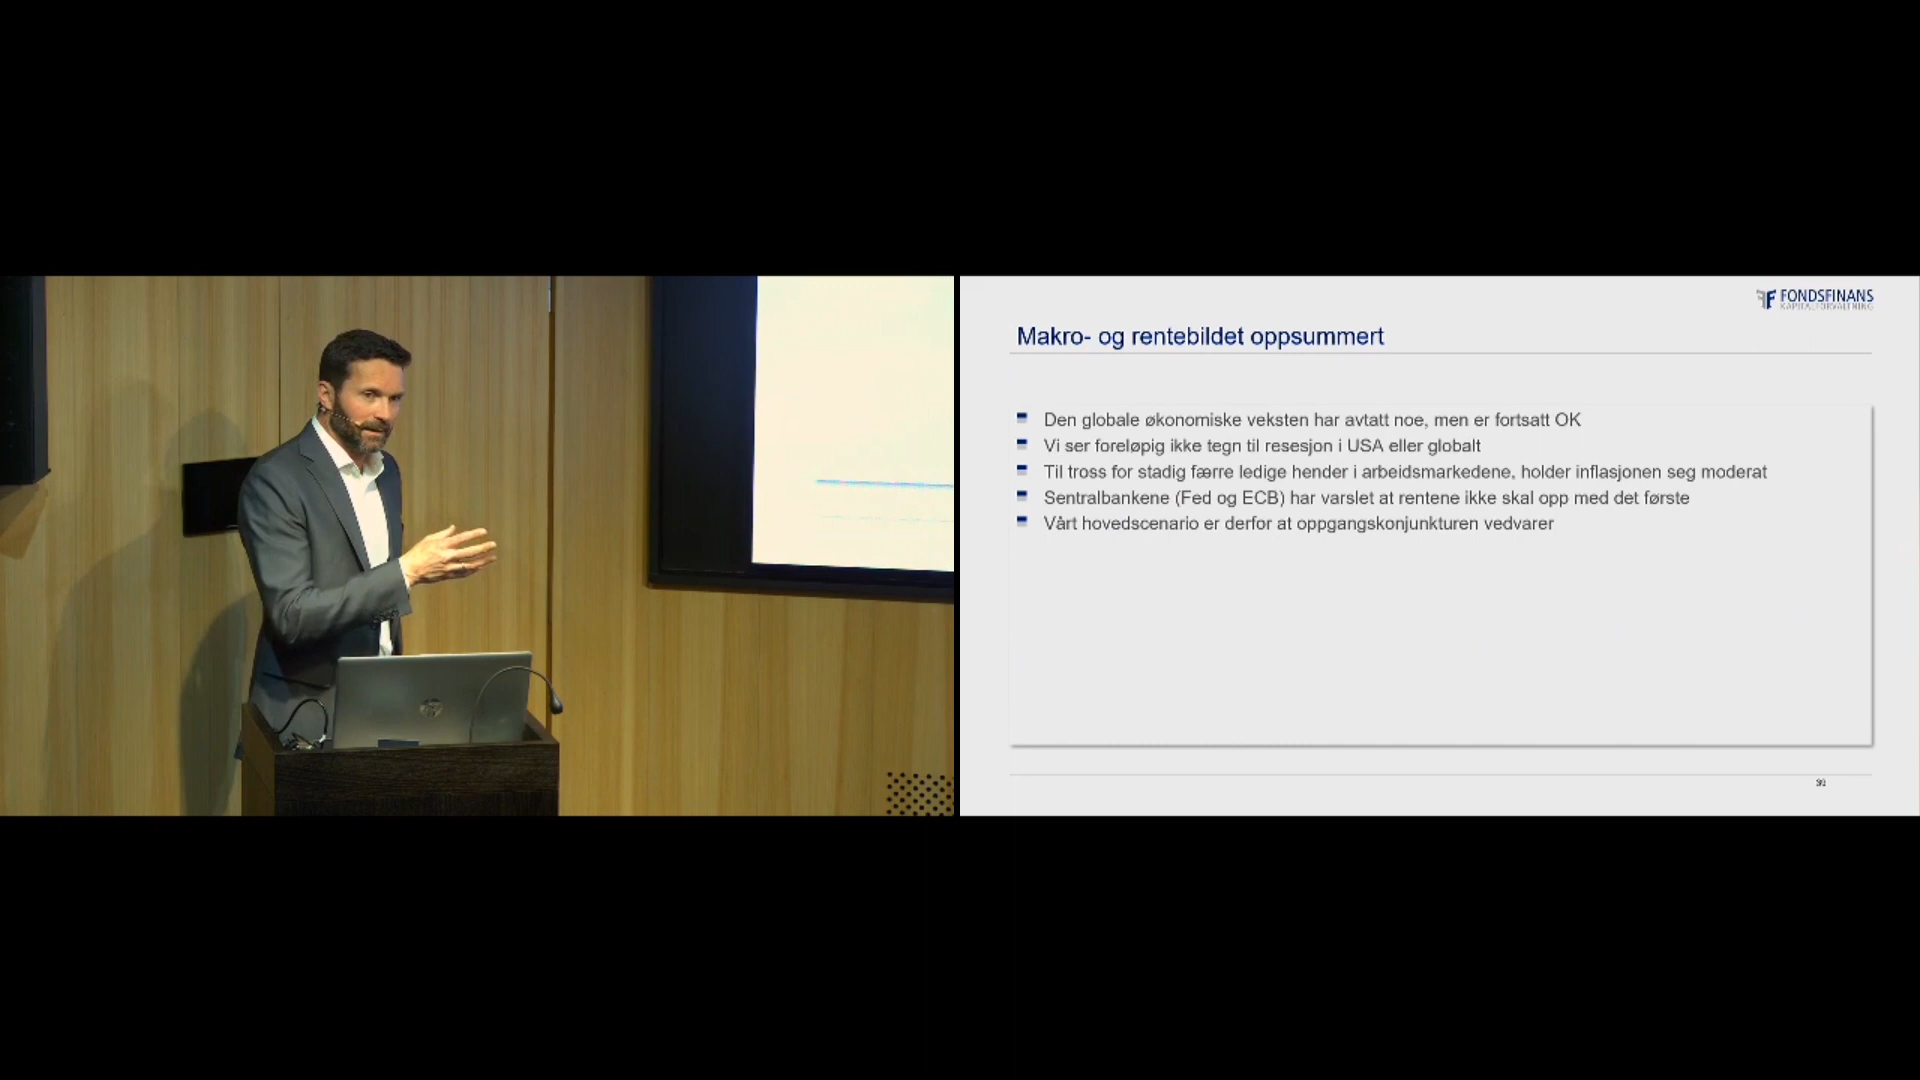 FONDSFINANS
KAPITALFORVALTNING
Makro- og rentebildet oppsummert
Den globale økonomiske veksten har avtatt noe, men er fortsatt OK
Vi ser foreløpig ikke tegn til resesjon i USA eller globalt
Til tross for stadig færre ledige hender i arbeidsmarkedene, holder inflasjonen seg moderat
Sentralbankene (Fed og ECB) har varslet at rentene ikke skal opp med det første
Vårt hovedscenario er derfor at oppgangskonjunkturen vedvarer